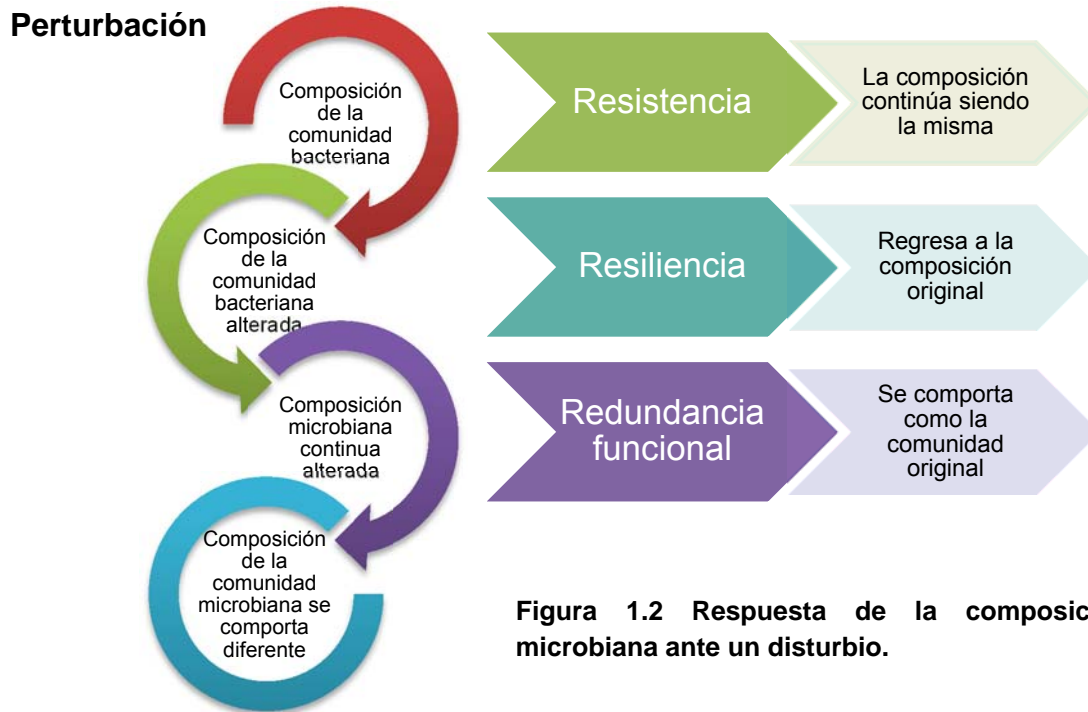 Perturbación
Composición
de la
comunidad
bacteriana
Composición
de la
comunidad
bacteriana
alterada
Composición
microbiana
continua
alterada
Composición
de la
comunidad
microbiana se
comporta
diferente
Resistencia
La composición
continúa siendo
la misma
Resiliencia
Regresa a la
composición
original
Redundancia
funcional
Se comporta
como la
comunidad
original
Figura 1.2 Respuesta de la composic
microbiana ante un disturbio.